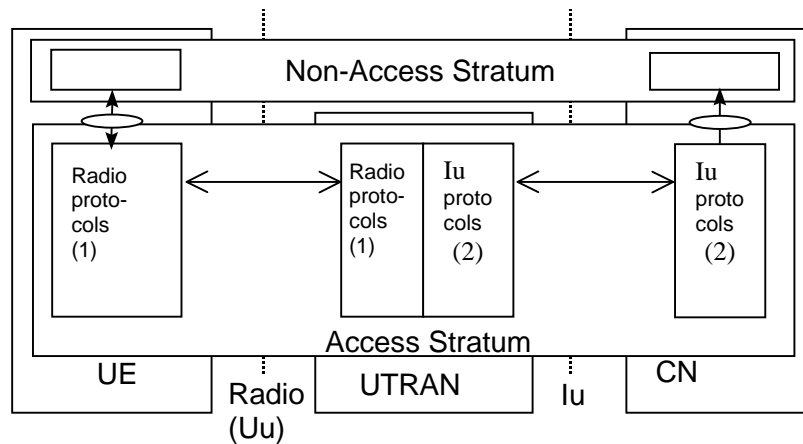 Non-Access Stratum
Radio
proto-
cols
(1)
Radio
proto-
cols
(1)
Iu
proto
cols
(2)
Iu
proto
cols
(2)
Access Stratum
UE
Radio
(Uu)
UTRAN
Iu
CN